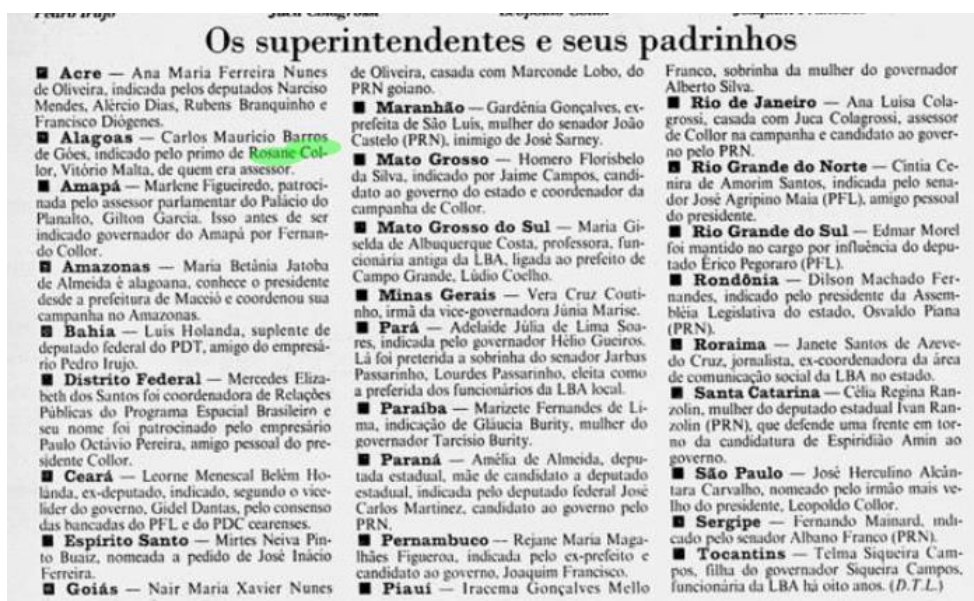 Pedro Irujo
Juca Colagrossi
Leopoldo Collor
Joaquim Francisco
Os superintendentes e seus padrinhos
■ Acre — Ana Maria Ferreira Nunes
de Oliveira, indicada pelos deputados Narciso
Mendes, Alércio Dias, Rubens Branquinho e
Francisco Diógenes.
■ Alagoas — Carlos Mauricio Barros
de Góes, indicado pelo primo de Rosane Col-
lor, Vitório Malta, de quem era assessor.
■ Amapá — Marlene Figueiredo, patroci-
nada pelo assessor parlamentar do Palácio do
Planalto, Gilton Garcia. Isso antes de ser
indicado governador do Amapá por Fernan-
do Collor.
■ Amazonas — Maria Betânia Jatoba
de Almeida é alagoana, conhece o presidente
desde a prefeitura de Maceió e coordenou sua
campanha no Amazonas.
■ Bahia — Luis Holanda, suplente de
deputado federal do PDT, amigo do empresá-
rio Pedro Irujo.
■ Distrito Federal — Mercedes Eliza-
beth dos Santos foi coordenadora de Relações
Públicas do Programa Espacial Brasileiro e
seu nome foi patrocinado pelo empresário
Paulo Octávio Pereira, amigo pessoal do pre-
sidente Collor.
■ Ceará — Leorne Menescal Belém Ho-
landa, ex-deputado, indicado, segundo o vice-
lider do governo, Gidel Dantas, pelo consenso
das bancadas do PFL e do PDC cearenses.
■ Espírito Santo — Mirtes Neiva Pin-
to Buaiz, nomeada a pedido de José Inácio
Ferreira.
■ Goiás — Nair Maria Xavier Nunes
de Oliveira, casada com Marconde Lobo, do
PRN goiano.
■ Maranhão — Gardênia Gonçalves, ex-
prefeita de São Luis, mulher do senador João
Castelo (PRN), inimigo de José Sarney.
■ Mato Grosso — Homero Florisbelo
da Silva, indicado por Jaime Campos, candi-
dato ao governo do estado e coordenador da
campanha de Collor.
■ Mato Grosso do Sul — Maria Gi-
selda de Albuquerque Costa, professora, fun-
cionária antiga da LBA, ligada ao prefeito de
Campo Grande, Lúdio Coelho.
■ Minas Gerais — Vera Cruz Couti-
nho, irmã da vice-governadora Júnia Marise.
■ Pará — Adelaide Júlia de Lima Soa-
res, indicada pelo governador Hélio Gueiros.
Lá foi preterida a sobrinha do senador Jarbas
Passarinho, Lourdes Passarinho, eleita como
a preferida dos funcionários da LBA local.
■ Paraíba — Marizete Fernandes de Li-
ma, indicação de Gláucia Burity, mulher do
governador Tarcisio Burity.
■ Paraná — Amélia de Almeida, depu-
tada estadual, mãe de candidato a deputado
estadual, indicada pelo deputado federal José
Carlos Martinez, candidato ao governo pelo
PRN.
■ Pernambuco — Rejane Maria Maga-
lhães Figueroa, indicada pelo ex-prefeito e
candidato ao governo, Joaquim Francisco.
■ Piauí — Iracema Gonçalves Mello
Franco, sobrinha da mulher do governador
Alberto Silva.
■ Rio de Janeiro — Ana Luisa Cola-
grossi, casada com Juca Colagrossi, assessor
de Collor na campanha e candidato ao gover-
no pelo PRN.
■ Rio Grande do Norte — Cintia Ce-
nira de Amorim Santos, indicada pelo sena-
dor José Agripino Maia (PFL), amigo pessoal
do presidente.
■ Rio Grande do Sul — Edmar Morel
foi mantido no cargo por influência do depu-
tado Érico Pegoraro (PFL).
■ Rondônia — Dilson Machado Fer-
nandes, indicado pelo presidente da Assem-
bléia Legislativa do estado, Osvaldo Piana
(PRN).
■ Roraima — Janete Santos de Azeve-
do Cruz, jornalista, ex-coordenadora da área
de comunicação social da LBA no estado.
■ Santa Catarina — Célia Regina Ran-
zolin, mulher do deputado estadual Ivan Ran-
zolin (PRN), que defende uma frente em tor-
no da candidatura de Espiridião Amin ao
governo.
■ São Paulo — José Herculino Alcân-
tara Carvalho, nomeado pelo irmão mais ve-
lho do presidente, Leopoldo Collor.
■ Sergipe — Fernando Mainard, indi-
cado pelo senador Albano Franco (PRN).
■ Tocantins — Telma Siqueira Cam-
pos, filha do governador Siqueira Campos,
funcionária da LBA há oito anos. (D.T.L.)